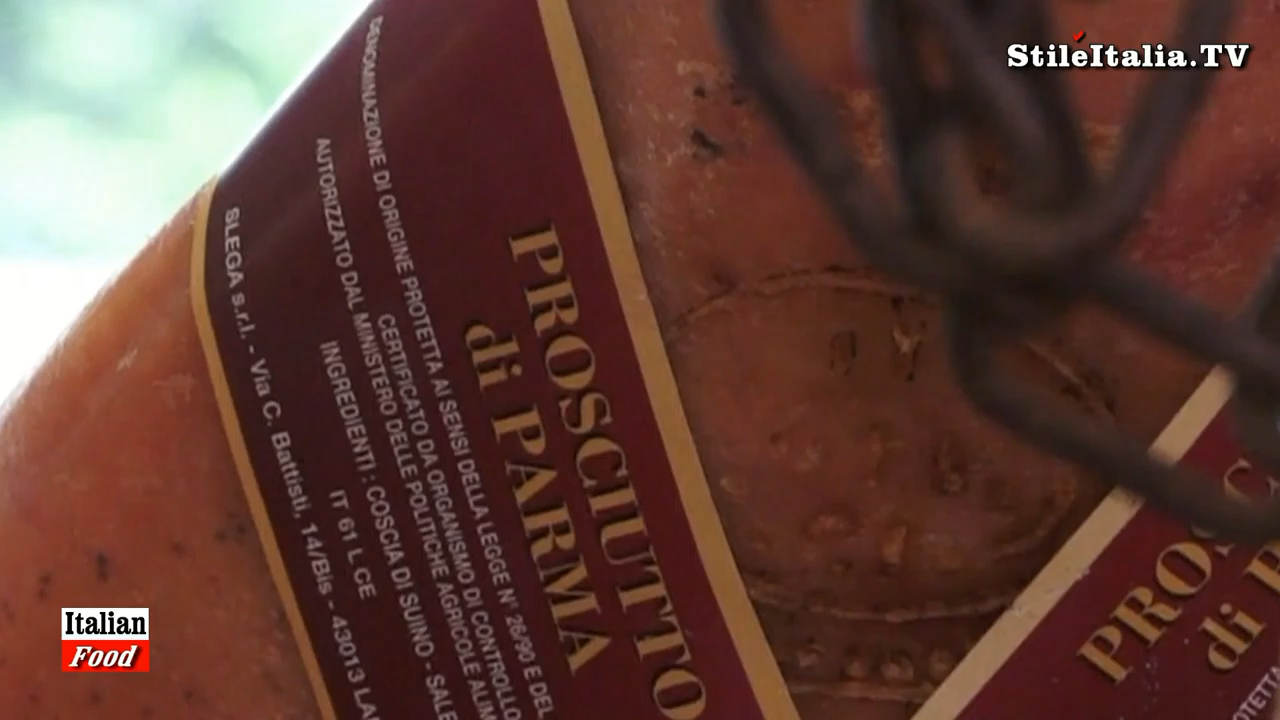 StileItalia.TV
PROSCIUTTO
di PARMA
DENOMINAZIONE DI ORIGINE PROTETTA AI SENSI DELLA LEGGE N° 26/90 E DEL
CERTIFICATO DA ORGANISMO DI CONTROLLO
AUTORIZZATO DAL MINISTERO DELLE POLITICHE AGRICOLE ALIM
INGREDIENTI: COSCIA DI SUINO - SALE
IT 61 L CE
SLEGA s.r.l. - Via C. Battisti, 14/Bis - 43013 LA
PROSC
di P
Italian
Food